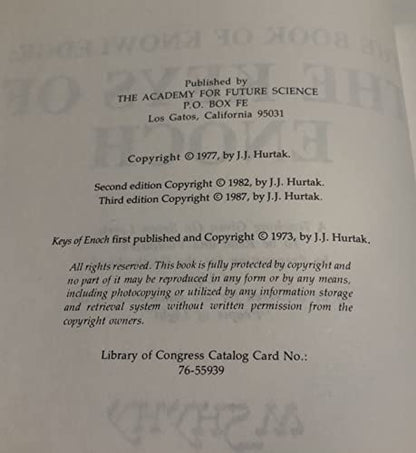 Published by
THE ACADEMY FOR FUTURE SCIENCE
P.O. BOX FE
Los Gatos, California 95031
Copyright © 1977, by J.J. Hurtak.
Second edition Copyright © 1982, by J.J. Hurtak.
Third edition Copyright © 1987, by J.J. Hurtak.
Keys of Enoch first published and Copyright © 1973, by J.J. Hurtak.
All rights reserved. This book is fully protected by copyright and
no part of it may be reproduced in any form or by any means,
including photocopying or utilized by any information storage
and retrieval system without written permission from the
copyright owners.
Library of Congress Catalog Card No.:
76-55939